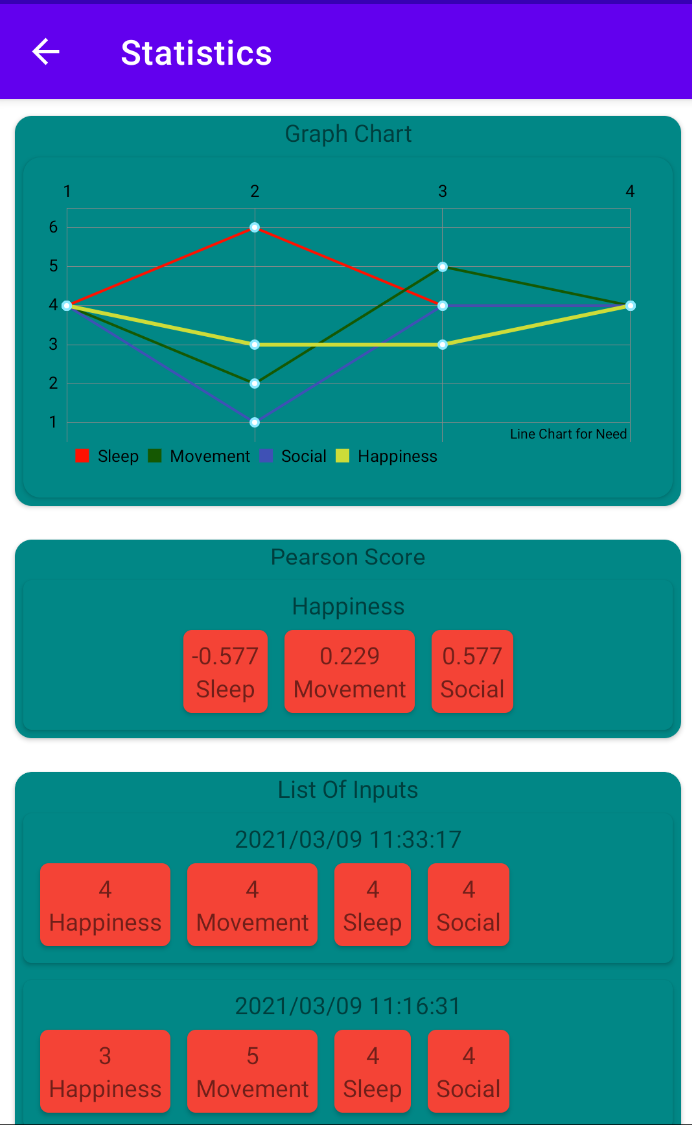 Statistics
Graph Chart
1 2 3 4
6
5
4
3
2
1
Line Chart for Need
Sleep Movement Social Happiness
Pearson Score
Happiness
-0.577 0.229 0.577
Sleep Movement Social
List Of Inputs
2021/03/09 11:33:17
4 4 4 4
Happiness Movement Sleep Social
2021/03/09 11:16:31
3 5 4 4
Happiness Movement Sleep Social